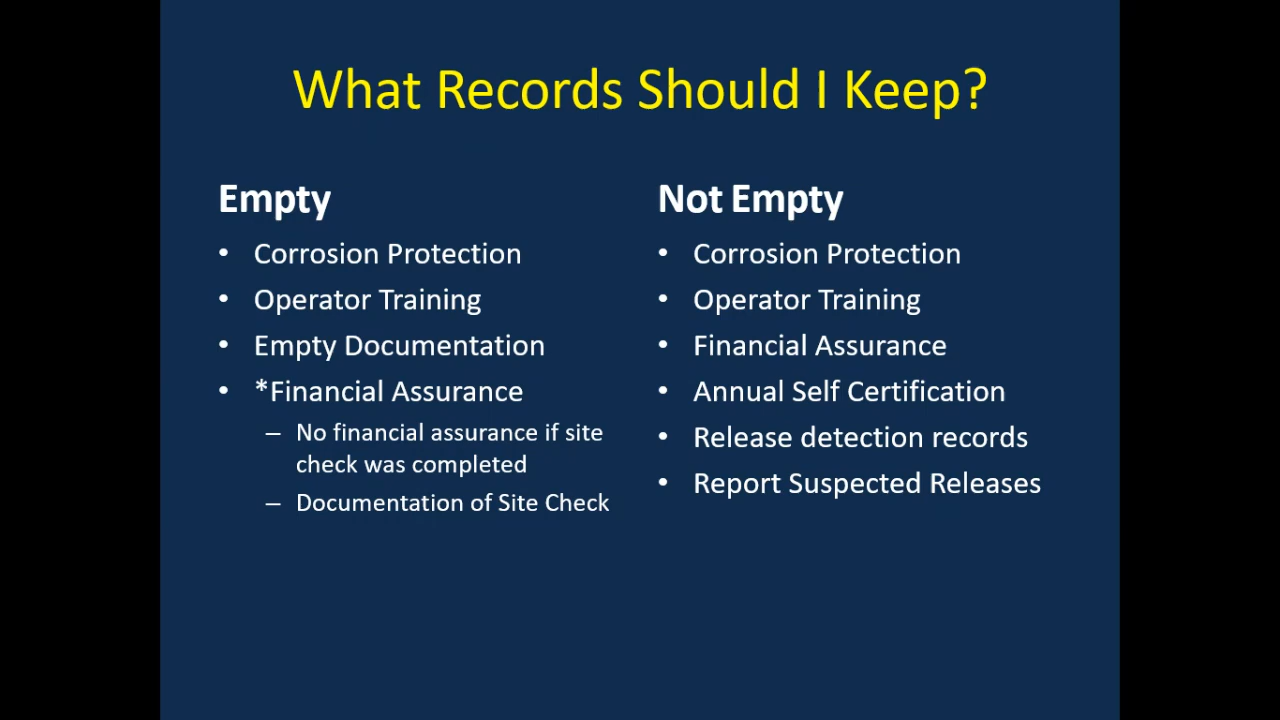 What Records Should I Keep?
Empty
• Corrosion Protection
• Operator Training
• Empty Documentation
• *Financial Assurance
– No financial assurance if site
check was completed
– Documentation of Site Check
Not Empty
• Corrosion Protection
• Operator Training
• Financial Assurance
• Annual Self Certification
• Release detection records
• Report Suspected Releases